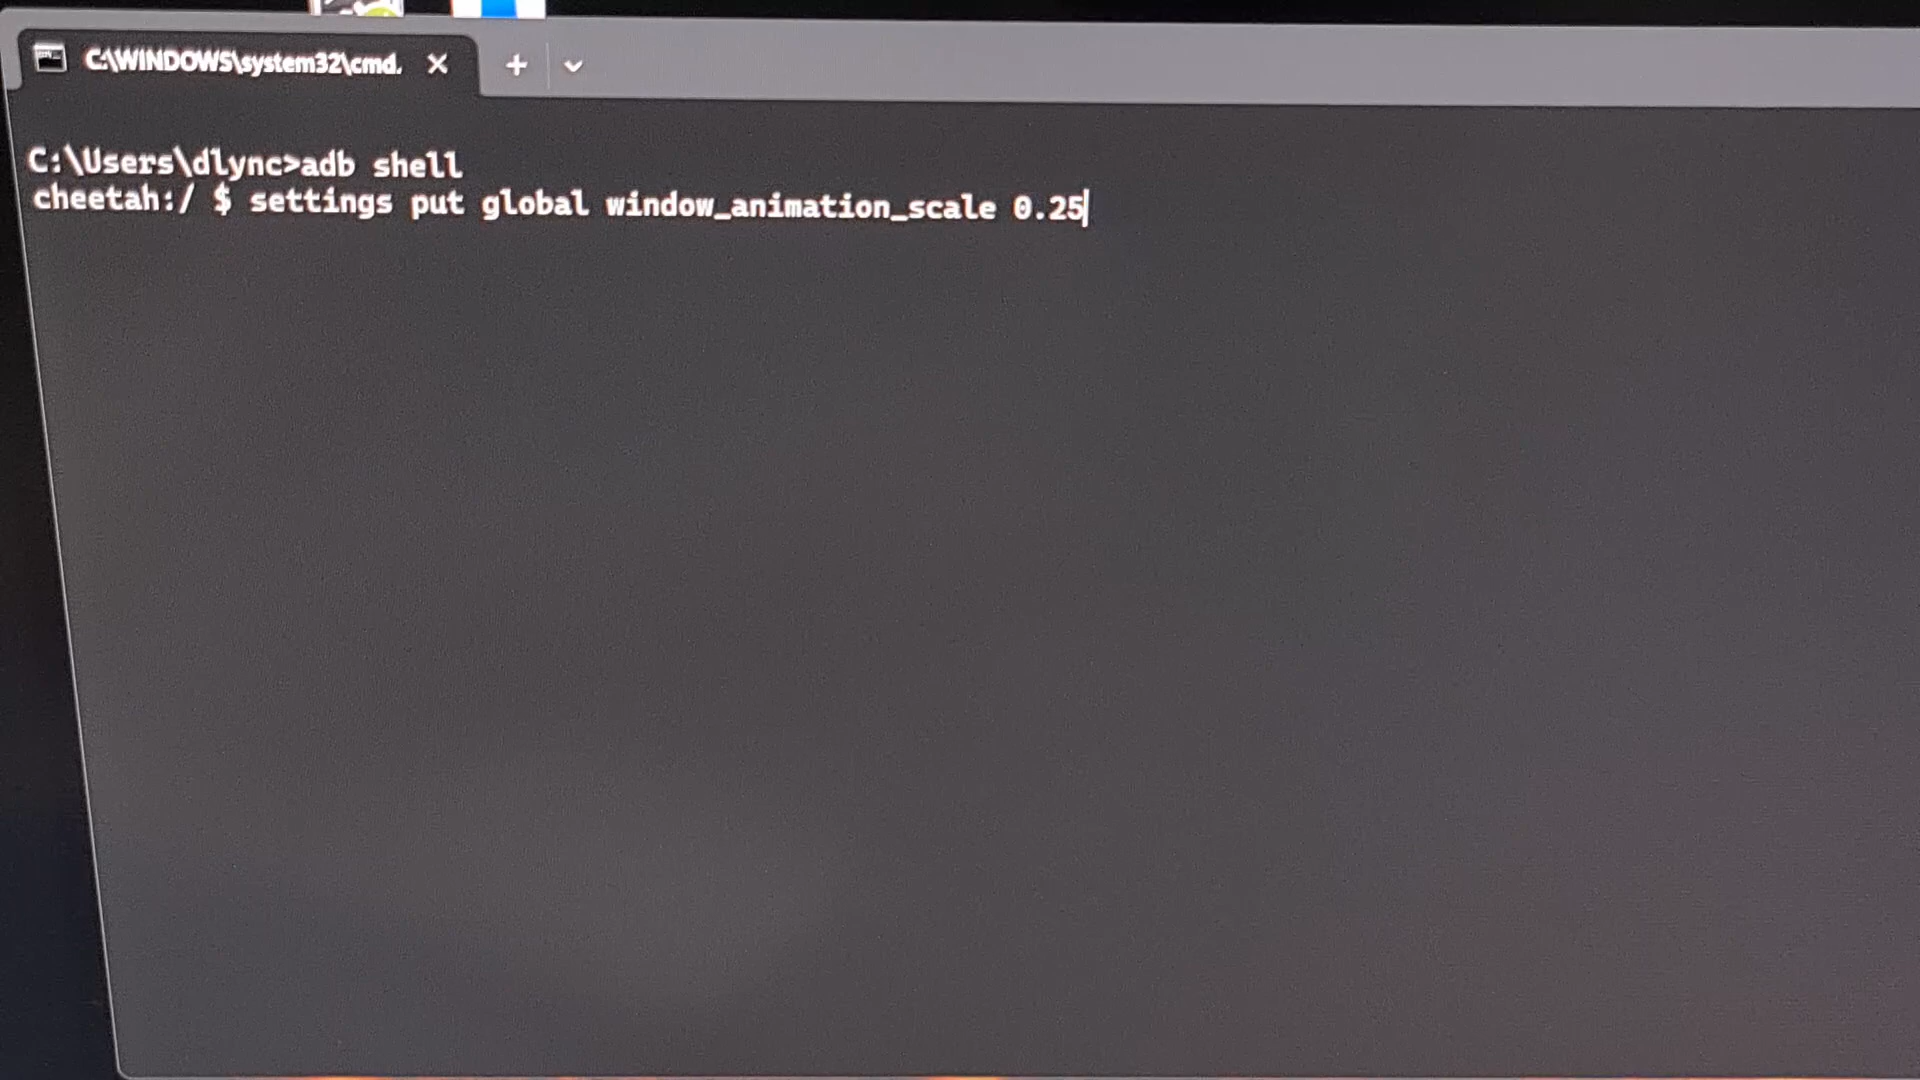 C:\WINDOWS\system32\cmd.
C:\Users\dlync>adb shell
cheetah:/ $ settings put global window_animation_scale 0.25